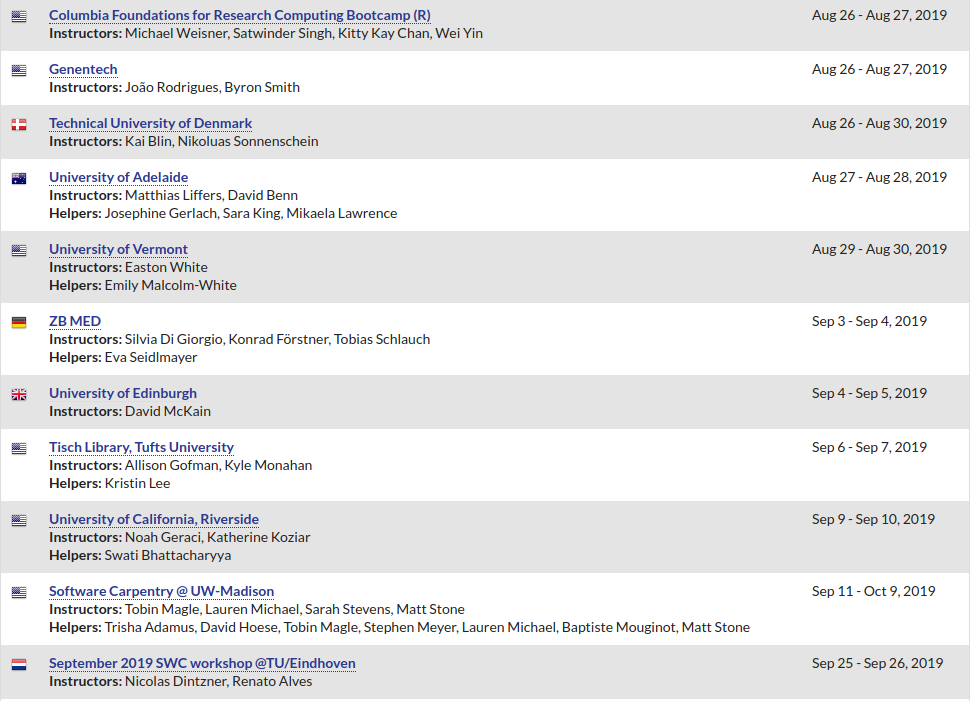 Columbia Foundations for Research Computing Bootcamp (R) Aug 26 - Aug 27, 2019
Instructors: Michael Weisner, Satwinder Singh, Kitty Kay Chan, Wei Yin
Genentech Aug 26 - Aug 27, 2019
Instructors: João Rodrigues, Byron Smith
Technical University of Denmark Aug 26 - Aug 30, 2019
Instructors: Kai Blin, Nikoluas Sonnenschein
University of Adelaide Aug 27 - Aug 28, 2019
Instructors: Matthias Liffers, David Benn
Helpers: Josephine Gerlach, Sara King, Mikaela Lawrence
University of Vermont Aug 29 - Aug 30, 2019
Instructors: Easton White
Helpers: Emily Malcolm-White
ZB MED Sep 3 - Sep 4, 2019
Instructors: Silvia Di Giorgio, Konrad Förstner, Tobias Schlauch
Helpers: Eva Seidlmayer
University of Edinburgh Sep 4 - Sep 5, 2019
Instructors: David McKain
Tisch Library, Tufts University Sep 6 - Sep 7, 2019
Instructors: Allison Gofman, Kyle Monahan
Helpers: Kristin Lee
University of California, Riverside Sep 9 - Sep 10, 2019
Instructors: Noah Geraci, Katherine Koziar
Helpers: Swati Bhattacharyya
Software Carpentry @ UW-Madison Sep 11 - Oct 9, 2019
Instructors: Tobin Magle, Lauren Michael, Sarah Stevens, Matt Stone
Helpers: Trisha Adamus, David Hoese, Tobin Magle, Stephen Meyer, Lauren Michael, Baptiste Mouginot, Matt Stone
September 2019 SWC workshop @TU/Eindhoven Sep 25 - Sep 26, 2019
Instructors: Nicolas Dintzner, Renato Alves